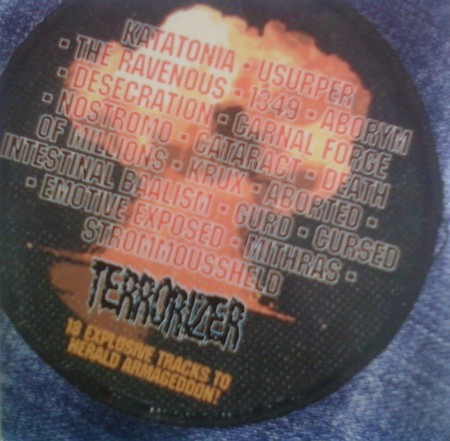 KATATONIA • USURPER
• THE RAVENOUS • 1349 • ABORYM
• DESECRATION • CARNAL FORGE
• NOSTROMO • CATARACT • DEATH
OF MILLIONS • KRUX • ABORTED •
INTESTINAL BAALISM • CURD • CURSED
• EMOTIVE EXPOSED • MITHRAS •
STROMMOUSSHELD
TERRORIZER
18 EXPLOSIVE TRACKS TO
HERALD ARMAGEDDON!